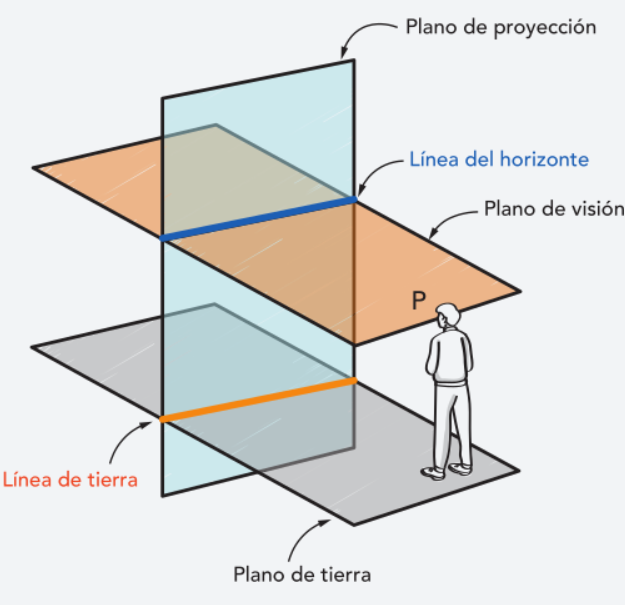 Plano de proyección
Línea del horizonte
Plano de visión
P
Línea de tierra
Plano de tierra